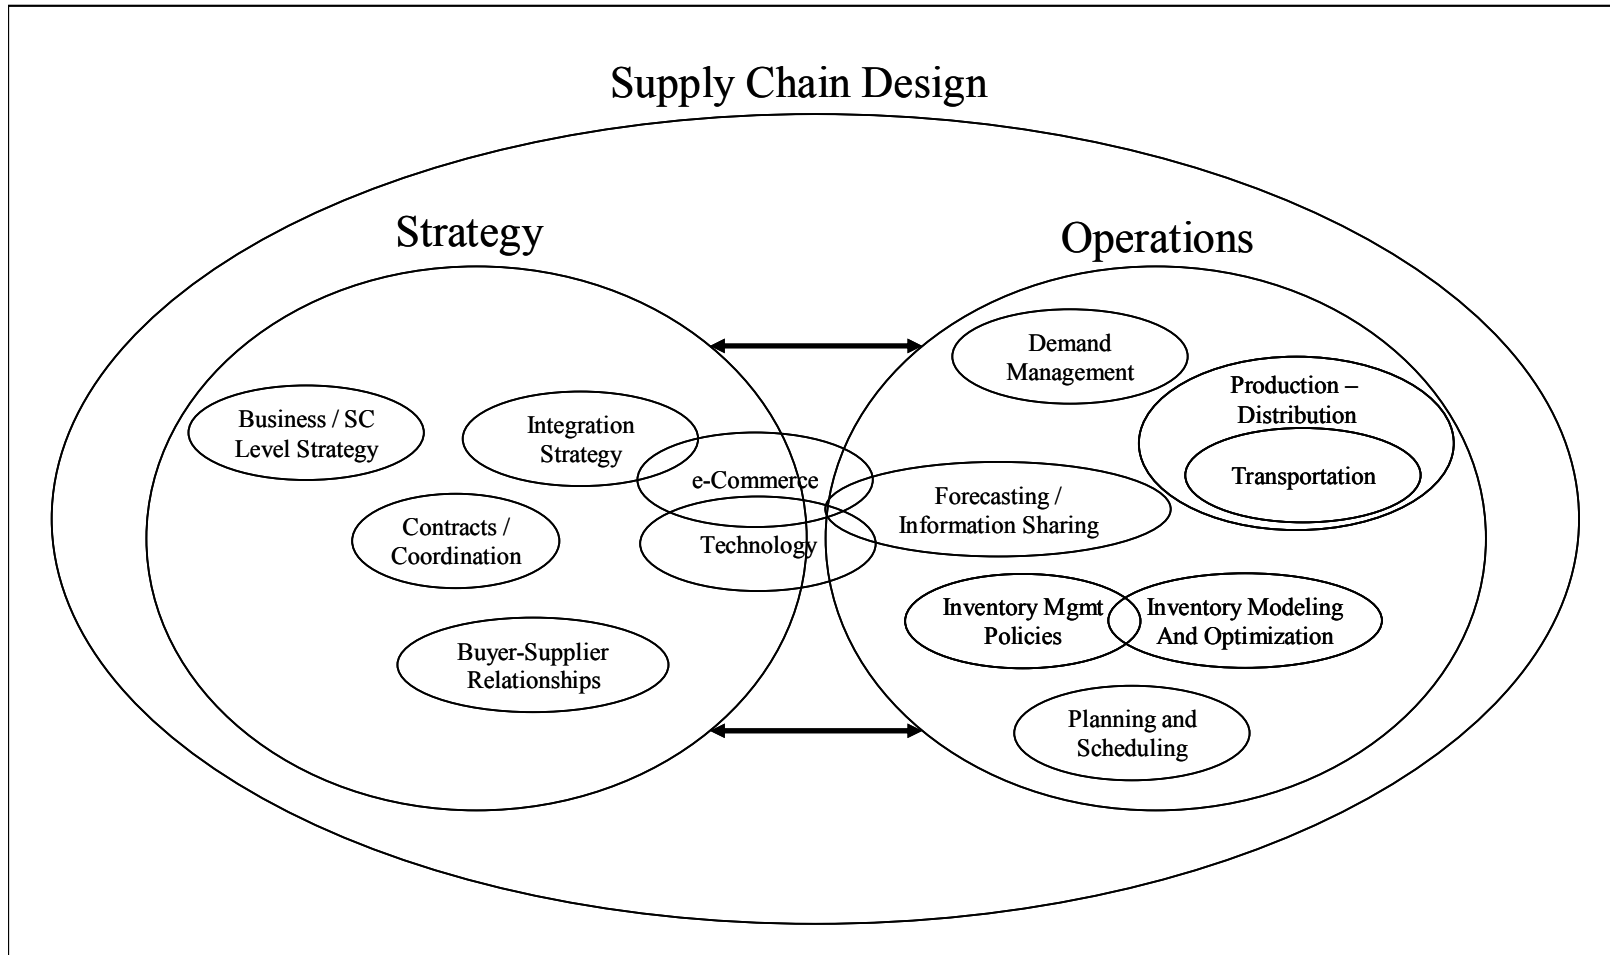 Supply Chain Design
Strategy
Operations
Business / SC
Level Strategy
Integration
Strategy
Contracts /
Coordination
Buyer-Supplier
Relationships
e-Commerce
Technology
Demand
Management
Production –
Distribution
Transportation
Forecasting /
Information Sharing
Inventory Mgmt
Policies
Inventory Modeling
And Optimization
Planning and
Scheduling